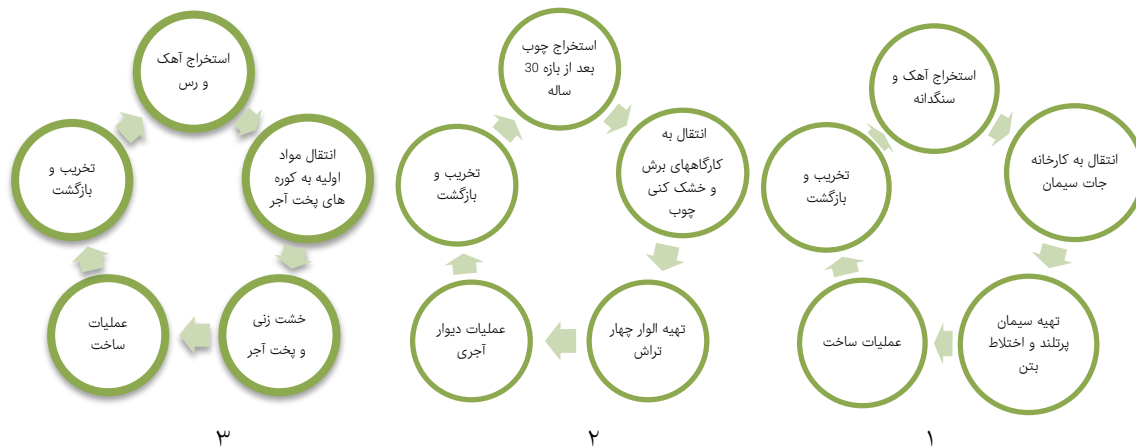 استخراج آهک و
سنگدانه
انتقال به کارخانه
جات سیمان
تهیه سیمان
پرتلند و اختلاط
بتن
عملیات ساخت
تخریب و
بازگشت
۱
استخراج چوب
بعد از بازه 30
ساله
انتقال به
کارگاههای برش
و خشک کنی
چوب
تهیه الوار چهار
تراش
عملیات دیوار
آجری
تخریب و
بازگشت
۲
استخراج آهک
و رس
انتقال مواد
اولیه به کوره
های پخت آجر
خشت زنی
و پخت آجر
عملیات
ساخت
تخریب و
بازگشت
۳